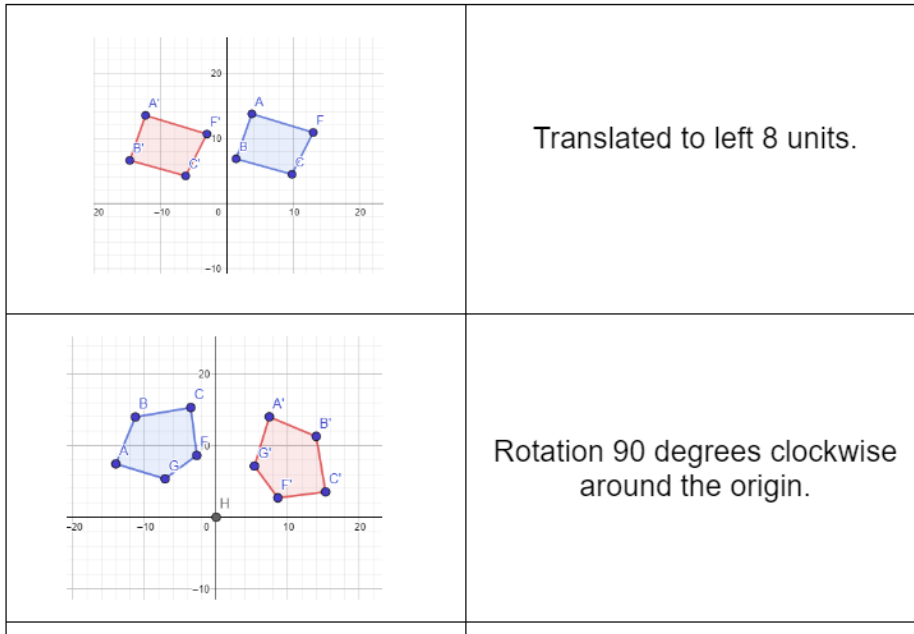 20
A'
A
F'
F
10
B'
B
C'
C
20
−10
0
10
20
−10
Translated to left 8 units.
20
C
B
A'
B'
F
0
A
G'
G
C'
F'
H
−20
−10
0
10
20
−10
Rotation 90 degrees clockwise
around the origin.